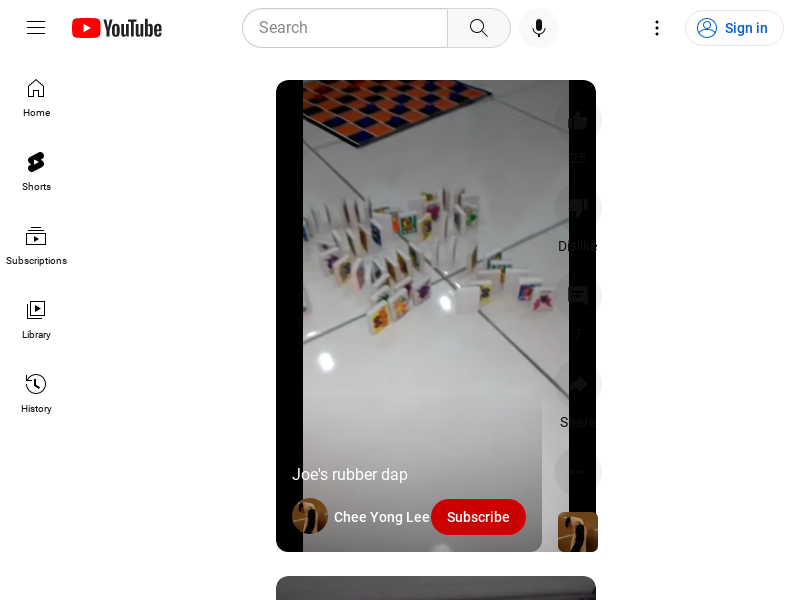 YouTube
Search
Sign in
Home
Shorts
Subscriptions
Library
History
25
Dislike
7
Share
Joe's rubber dap
Chee Yong Lee
Subscribe